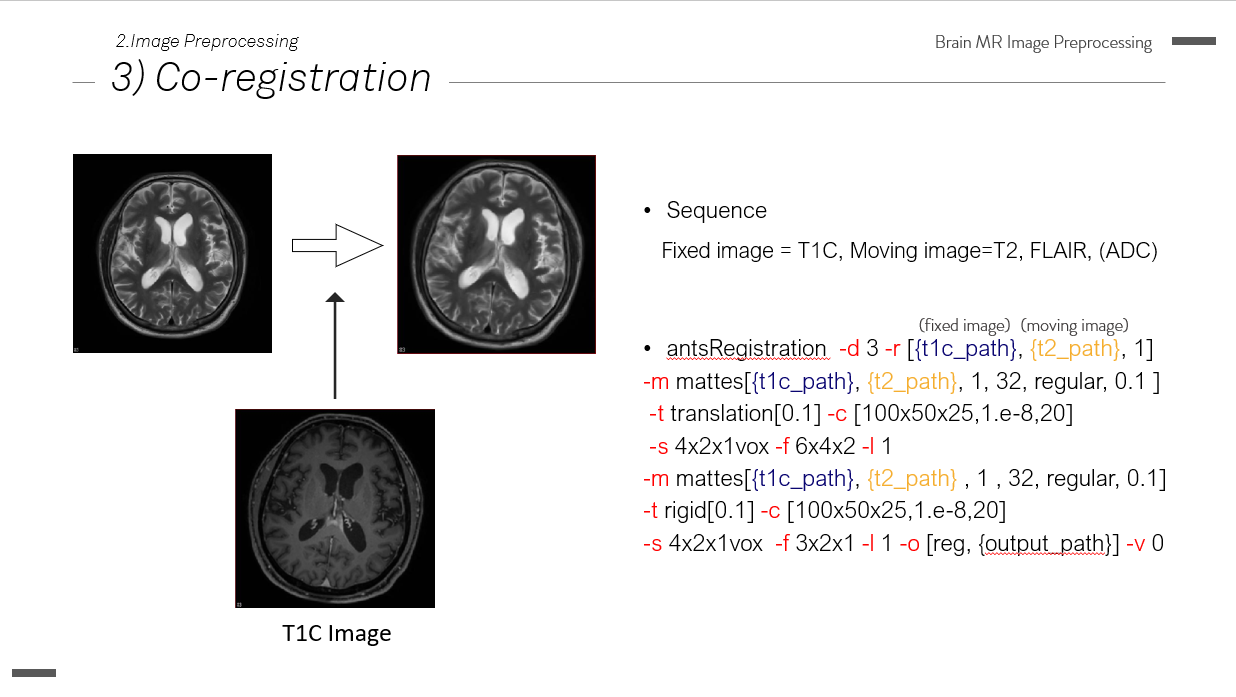 2.Image Preprocessing
Brain MR Image Preprocessing
3) Co-registration
• Sequence
Fixed image = T1C, Moving image=T2, FLAIR, (ADC)
(fixed image) (moving image)
• antsRegistration -d 3 -r [{t1c_path}, {t2_path}, 1]
-m mattes[{t1c_path}, {t2_path}, 1, 32, regular, 0.1 ]
-t translation[0.1] -c [100x50x25,1.e-8,20]
-s 4x2x1vox -f 6x4x2 -l 1
-m mattes[{t1c_path}, {t2_path} , 1 , 32, regular, 0.1]
-t rigid[0.1] -c [100x50x25,1.e-8,20]
-s 4x2x1vox -f 3x2x1 -l 1 -o [reg, {output_path}] -v 0
T1C Image